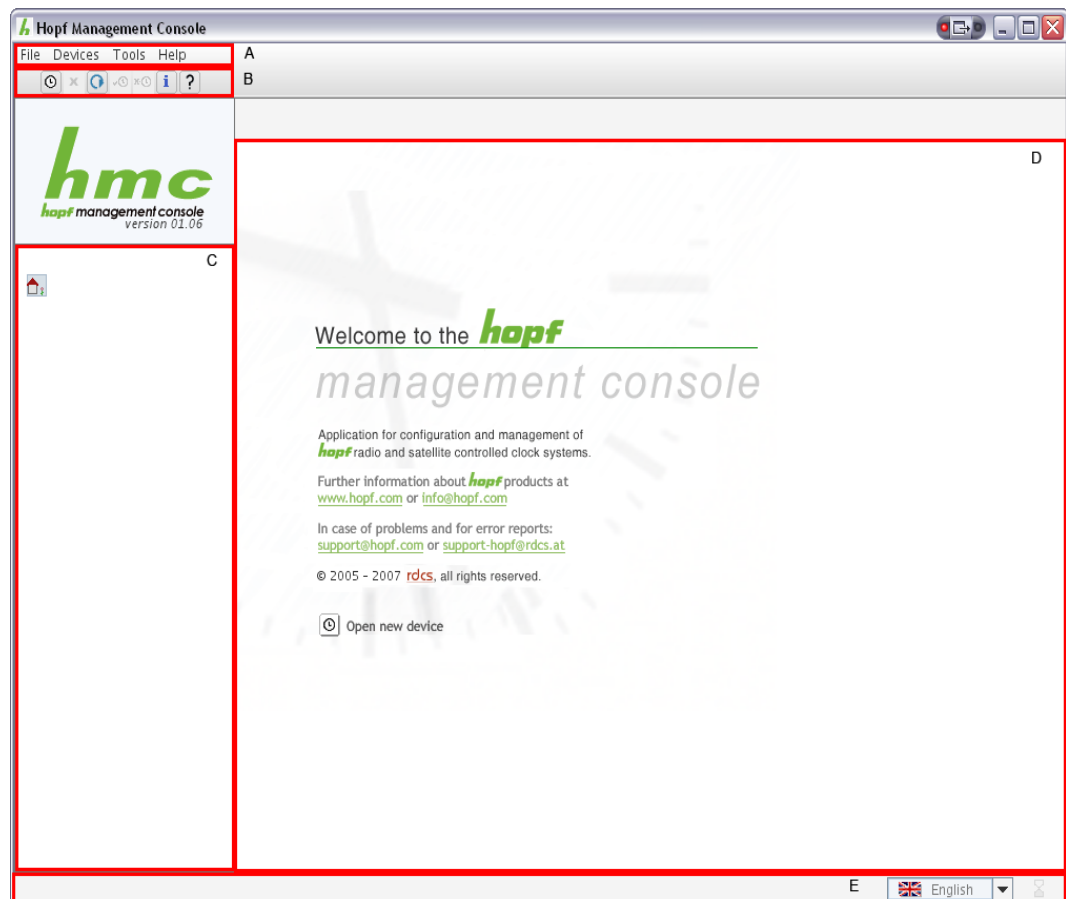 Hopf Management Console
File Devices Tools Help A
B
hmc
hopf management console
version 01.06
C
D
Welcome to the hopf
management console
Application for configuration and management of
hopf radio and satellite controlled clock systems.
Further information about hopf products at
www.hopf.com or info@hopf.com
In case of problems and for error reports:
support@hopf.com or support-hopf@rdcs.at
© 2005 - 2007 rdcs, all rights reserved.
Open new device
E English